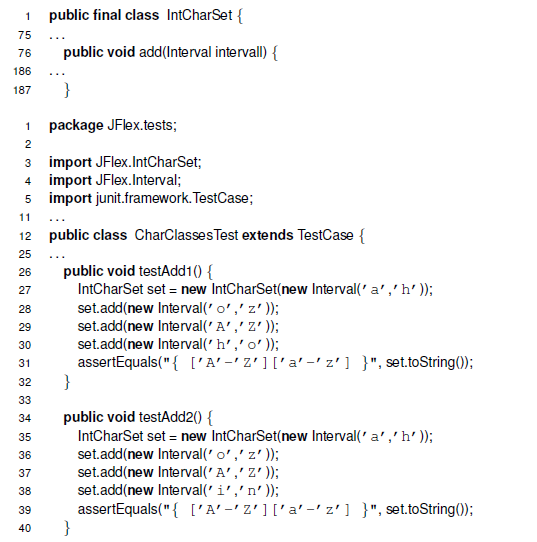 1 public final class IntCharSet {
75 ...
76 public void add(Interval intervall) {
186 ...
187 }
1 package JFlex.tests;
2
3 import JFlex.IntCharSet;
4 import JFlex.Interval;
5 import junit.framework.TestCase;
11 ...
12 public class CharClassesTest extends TestCase {
25 ...
26 public void testAdd1() {
27 IntCharSet set = new IntCharSet(new Interval('a','h'));
28 set.add(new Interval('o','z'));
29 set.add(new Interval('A','Z'));
30 set.add(new Interval('h','o'));
31 assertEquals("{ ['A'-'Z']['a'-'z'] }", set.toString());
32 }
33
34 public void testAdd2() {
35 IntCharSet set = new IntCharSet(new Interval('a','h'));
36 set.add(new Interval('o','z'));
37 set.add(new Interval('A','Z'));
38 set.add(new Interval('i','n'));
39 assertEquals("{ ['A'-'Z']['a'-'z'] }", set.toString());
40 }